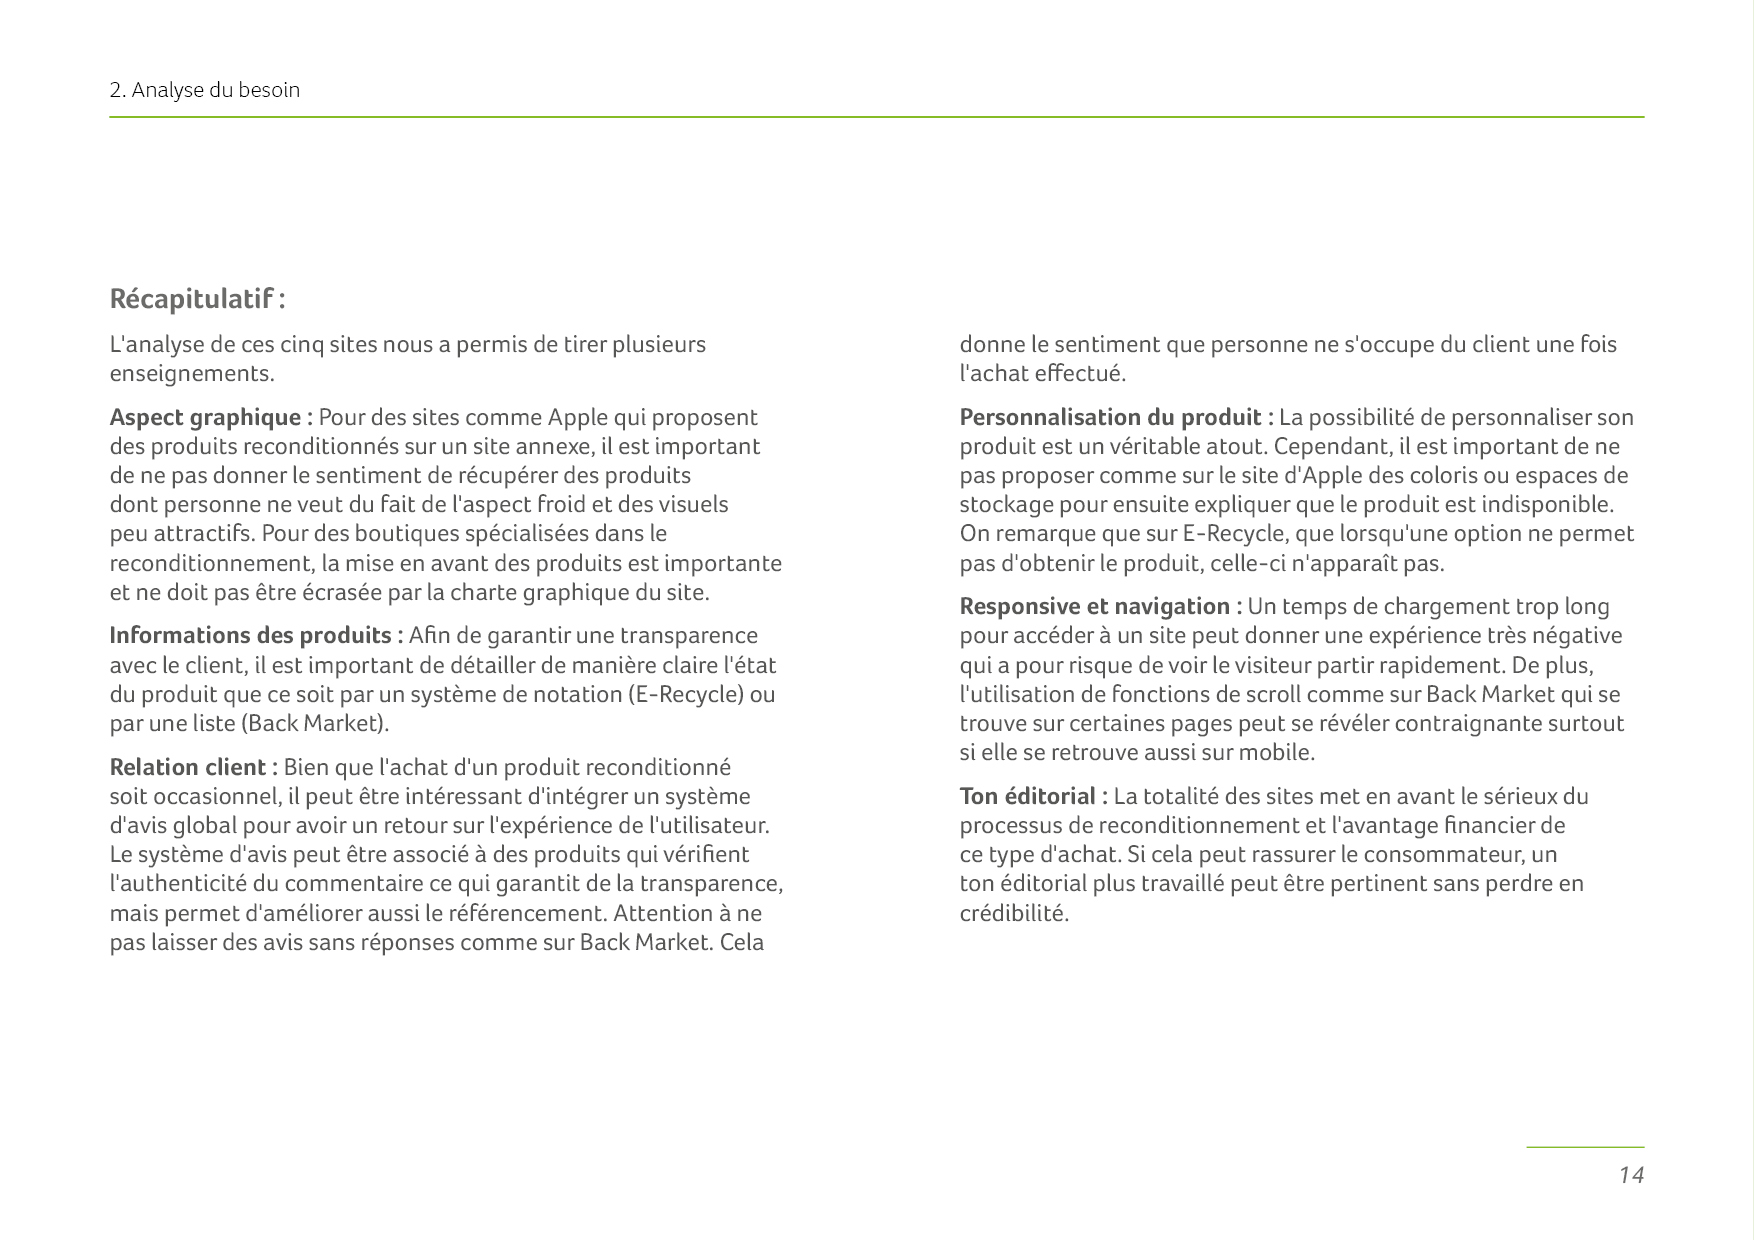 2. Analyse du besoin
Récapitulatif :
L'analyse de ces cinq sites nous a permis de tirer plusieurs
enseignements.
Aspect graphique : Pour des sites comme Apple qui proposent
des produits reconditionnés sur un site annexe, il est important
de ne pas donner le sentiment de récupérer des produits
dont personne ne veut du fait de l'aspect froid et des visuels
peu attractifs. Pour des boutiques spécialisées dans le
reconditionnement, la mise en avant des produits est importante
et ne doit pas être écrasée par la charte graphique du site.
Informations des produits : Afin de garantir une transparence
avec le client, il est important de détailler de manière claire l'état
du produit que ce soit par un système de notation (E-Recycle) ou
par une liste (Back Market).
Relation client : Bien que l'achat d'un produit reconditionné
soit occasionnel, il peut être intéressant d'intégrer un système
d'avis global pour avoir un retour sur l'expérience de l'utilisateur.
Le système d'avis peut être associé à des produits qui vérifient
l'authenticité du commentaire ce qui garantit de la transparence,
mais permet d'améliorer aussi le référencement. Attention à ne
pas laisser des avis sans réponses comme sur Back Market. Cela
donne le sentiment que personne ne s'occupe du client une fois
l'achat effectué.
Personnalisation du produit : La possibilité de personnaliser son
produit est un véritable atout. Cependant, il est important de ne
pas proposer comme sur le site d'Apple des coloris ou espaces de
stockage pour ensuite expliquer que le produit est indisponible.
On remarque que sur E-Recycle, que lorsqu'une option ne permet
pas d'obtenir le produit, celle-ci n'apparaît pas.
Responsive et navigation : Un temps de chargement trop long
pour accéder à un site peut donner une expérience très négative
qui a pour risque de voir le visiteur partir rapidement. De plus,
l'utilisation de fonctions de scroll comme sur Back Market qui se
trouve sur certaines pages peut se révéler contraignante surtout
si elle se retrouve aussi sur mobile.
Ton éditorial : La totalité des sites met en avant le sérieux du
processus de reconditionnement et l'avantage financier de
ce type d'achat. Si cela peut rassurer le consommateur, un
ton éditorial plus travaillé peut être pertinent sans perdre en
crédibilité.
14